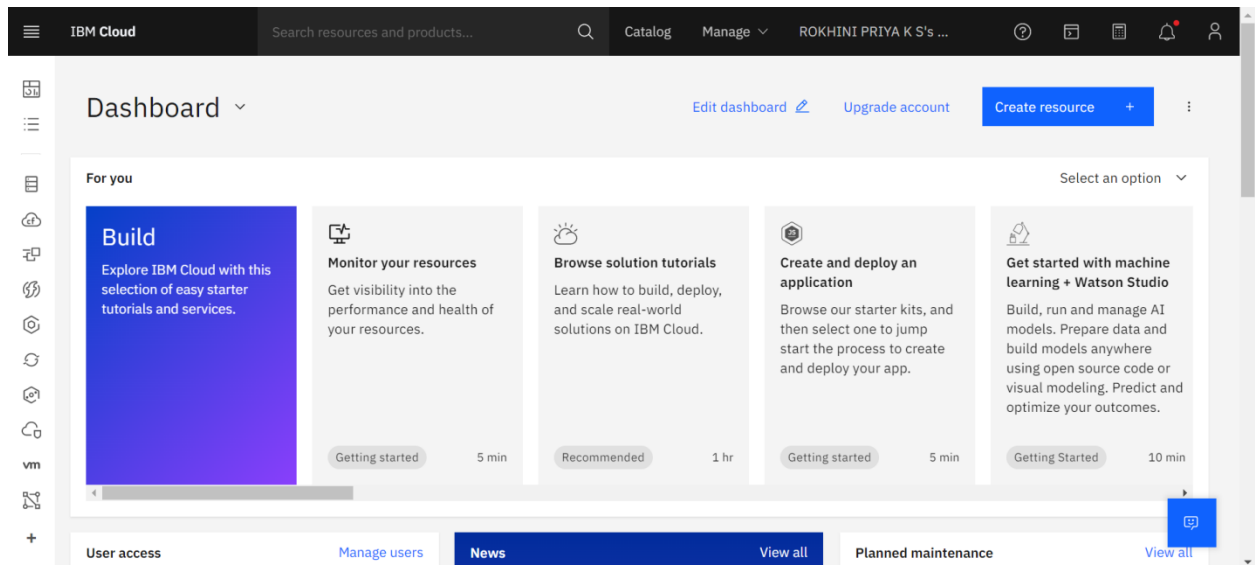 IBM Cloud
Search resources and products...
Catalog
Manage
ROKHINI PRIYA K S's ...
Dashboard
Edit dashboard
Upgrade account
Create resource +
For you
Select an option
Build
Explore IBM Cloud with this
selection of easy starter
tutorials and services.
Monitor your resources
Get visibility into the
performance and health of
your resources.
Getting started
5 min
Browse solution tutorials
Learn how to build, deploy,
and scale real-world
solutions on IBM Cloud.
Recommended
1 hr
Create and deploy an
application
Browse our starter kits, and
then select one to jump
start the process to create
and deploy your app.
Getting started
5 min
Get started with machine
learning + Watson Studio
Build, run and manage AI
models. Prepare data and
build models anywhere
using open source code or
visual modeling. Predict and
optimize your outcomes.
Getting Started
10 min
cf
vm
+
User access
Manage users
News
View all
Planned maintenance
View all